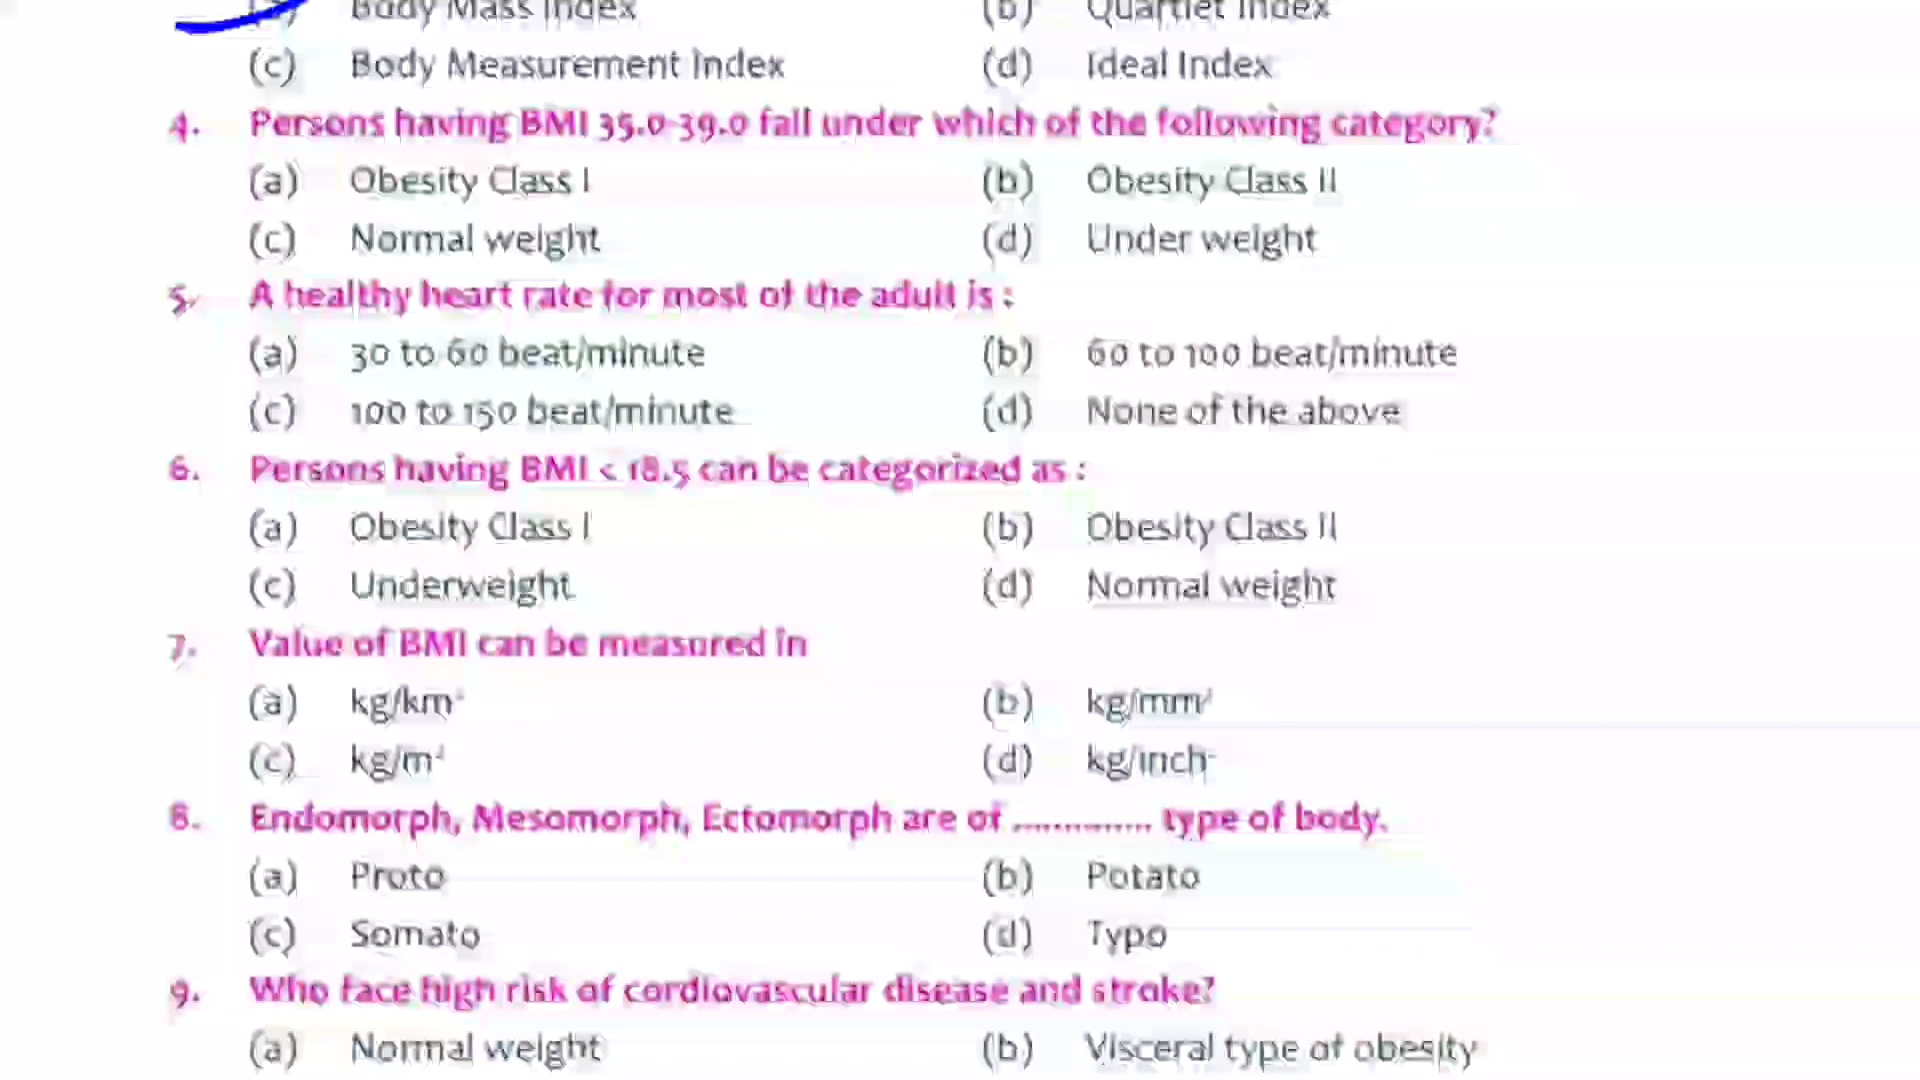 Body Mass Index (b) Quartlet Index
(c) Body Measurement Index (d) Ideal Index
4. Persons having BMI 35.0-39.0 fall under which of the following category?
(a) Obesity Class I (b) Obesity Class II
(c) Normal weight (d) Under weight
5. A healthy heart rate for most of the adult is :
(a) 30 to 60 beat/minute (b) 60 to 100 beat/minute
(c) 100 to 150 beat/minute (d) None of the above
6. Persons having BMI < 18.5 can be categorized as :
(a) Obesity Class I (b) Obesity Class II
(c) Underweight (d) Normal weight
7. Value of BMI can be measured in
(a) kg/km² (b) kg/mm²
(c) kg/m² (d) kg/inch²
8. Endomorph, Mesomorph, Ectomorph are of .............. type of body.
(a) Proto (b) Potato
(c) Somato (d) Typo
9. Who face high risk of cordiovascular disease and stroke?
(a) Normal weight (b) Visceral type of obesity